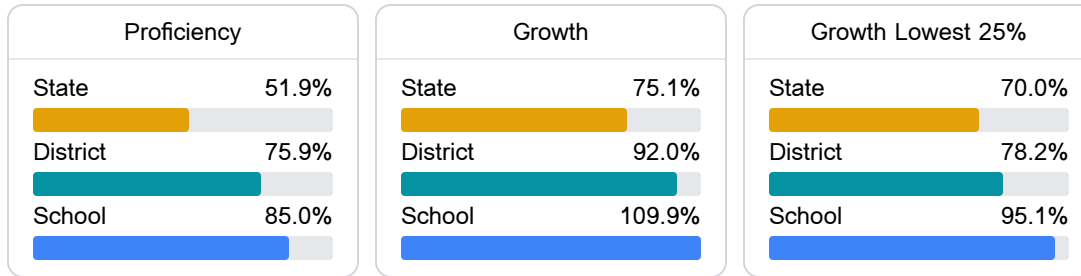 Proficiency
State 51.9%
District 75.9%
School 85.0%
Growth
State 75.1%
District 92.0%
School 109.9%
Growth Lowest 25%
State 70.0%
District 78.2%
School 95.1%